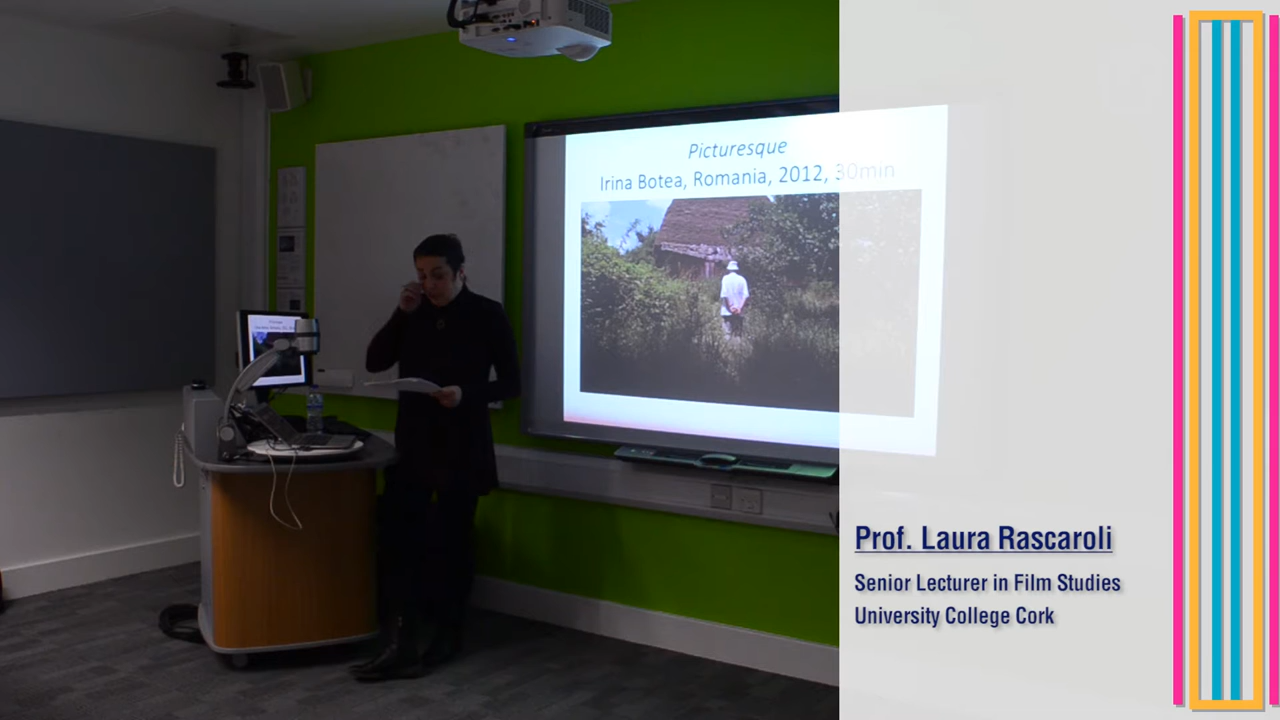 Picturesque
Irina Botea, Romania, 2012, 30min
Prof. Laura Rascaroli
Senior Lecturer in Film Studies
University College Cork